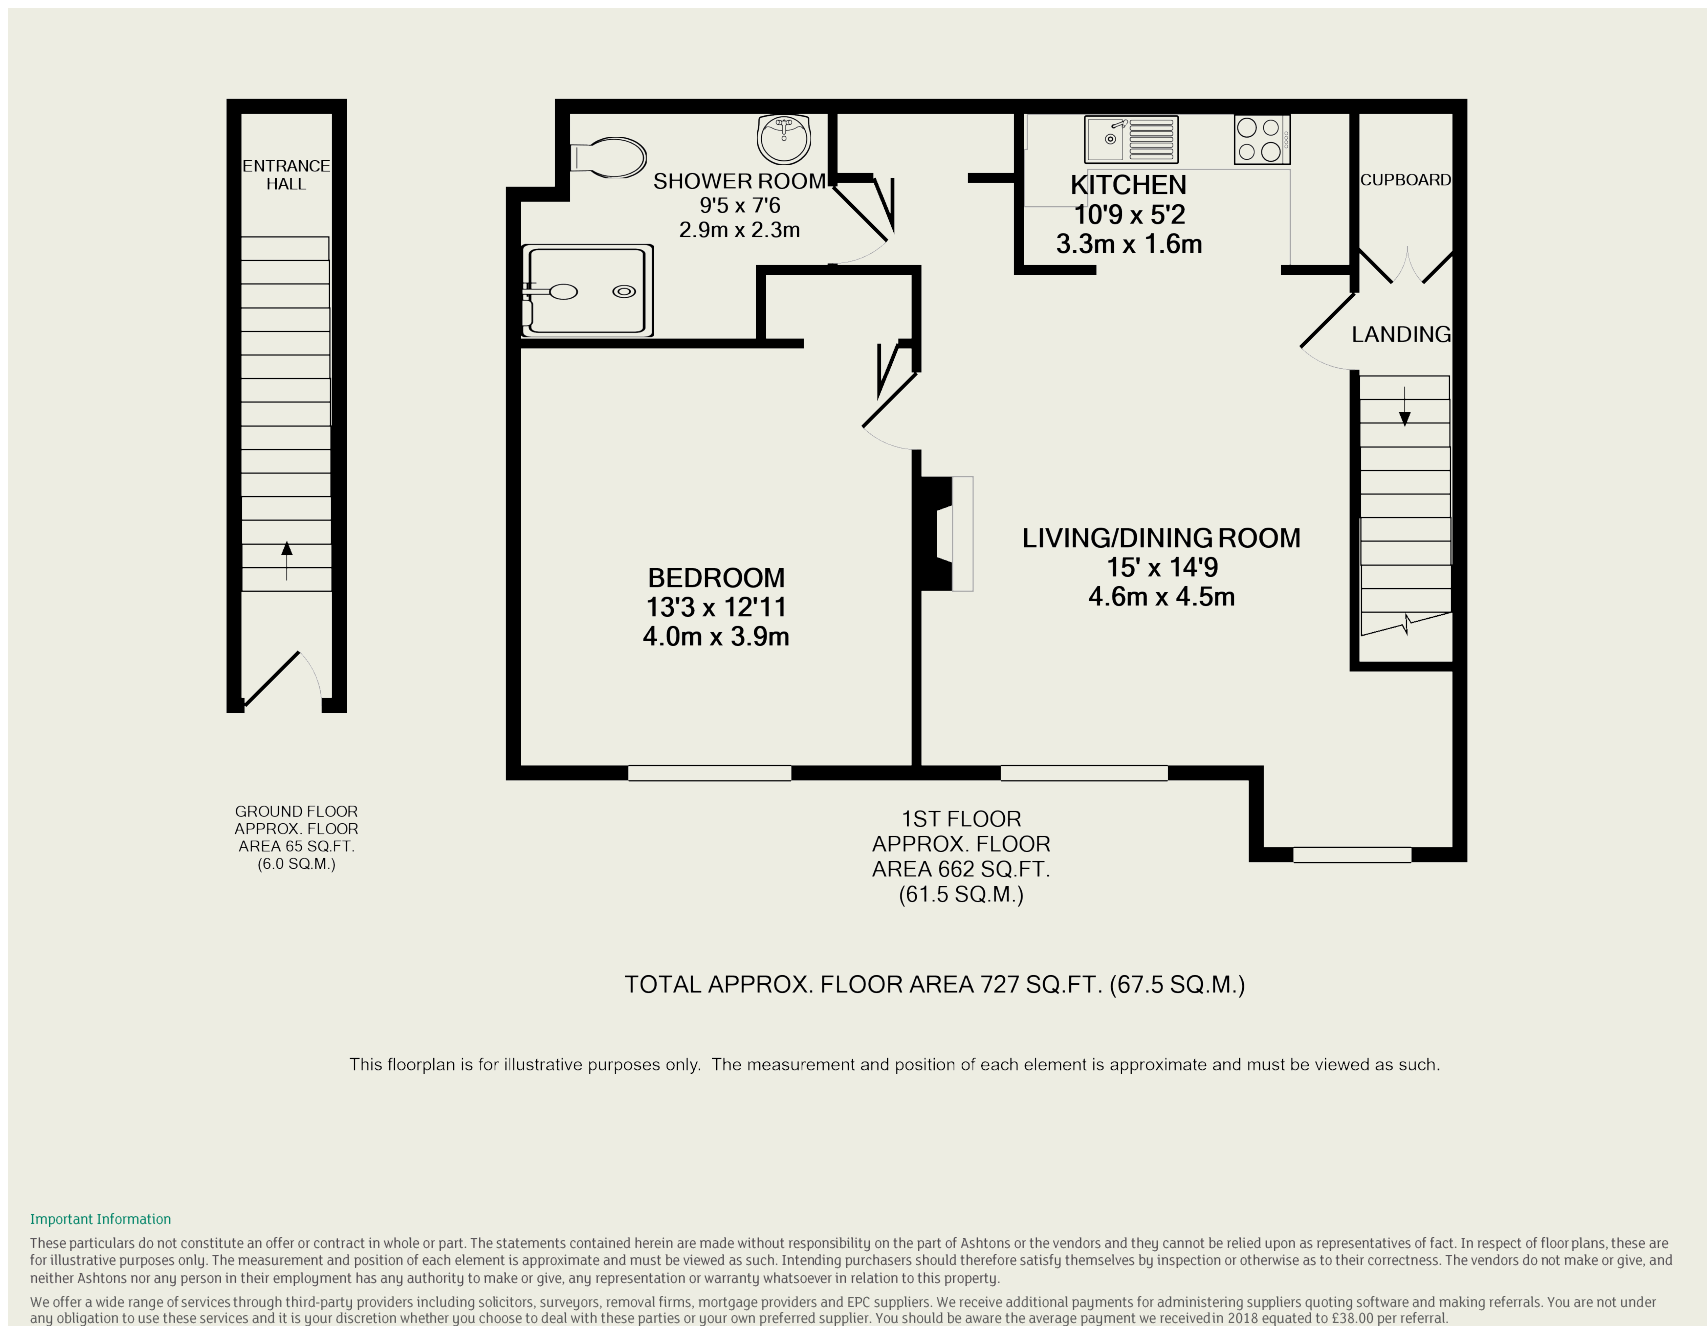 ENTRANCE
HALL
SHOWER ROOM
9'5 x 7'6
2.9m x 2.3m
KITCHEN
10'9 x 5'2
3.3m x 1.6m
CUPBOARD
LANDING
LIVING/DINING ROOM
15' x 14'9
4.6m x 4.5m
BEDROOM
13'3 x 12'11
4.0m x 3.9m
GROUND FLOOR
APPROX. FLOOR
AREA 65 SQ.FT.
(6.0 SQ.M.)
1ST FLOOR
APPROX. FLOOR
AREA 662 SQ.FT.
(61.5 SQ.M.)
TOTAL APPROX. FLOOR AREA 727 SQ.FT. (67.5 SQ.M.)
This floorplan is for illustrative purposes only. The measurement and position of each element is approximate and must be viewed as such.
Important Information
These particulars do not constitute an offer or contract in whole or part. The statements contained herein are made without responsibility on the part of Ashtons or the vendors and they cannot be relied upon as representatives of fact. In respect of floor plans, these are
for illustrative purposes only. The measurement and position of each element is approximate and must be viewed as such. Intending purchasers should therefore satisfy themselves by inspection or otherwise as to their correctness. The vendors do not make or give, and
neither Ashtons nor any person in their employment has any authority to make or give, any representation or warranty whatsoever in relation to this property.
We offer a wide range of services through third-party providers including solicitors, surveyors, removal firms, mortgage providers and EPC suppliers. We receive additional payments for administering suppliers quoting software and making referrals. You are not under
any obligation to use these services and it is your discretion whether you choose to deal with these parties or your own preferred supplier. You should be aware the average payment we received in 2018 equated to £38.00 per referral.